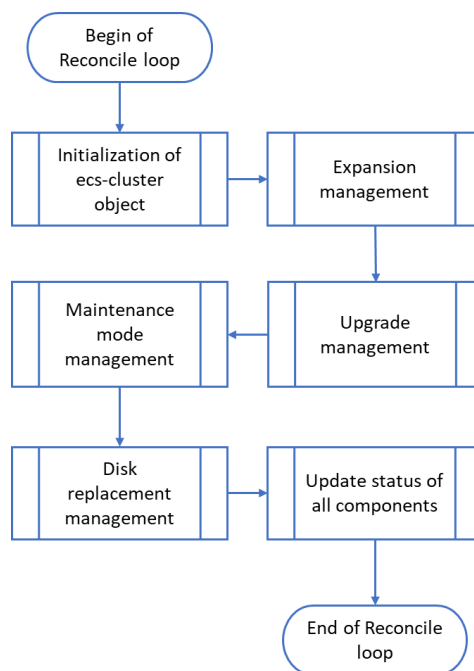 Begin of
Reconcile loop
Initialization of
ecs-cluster
object
Expansion
management
Upgrade
management
Maintenance
mode
management
Disk
replacement
management
Update status of
all components
End of Reconcile
loop